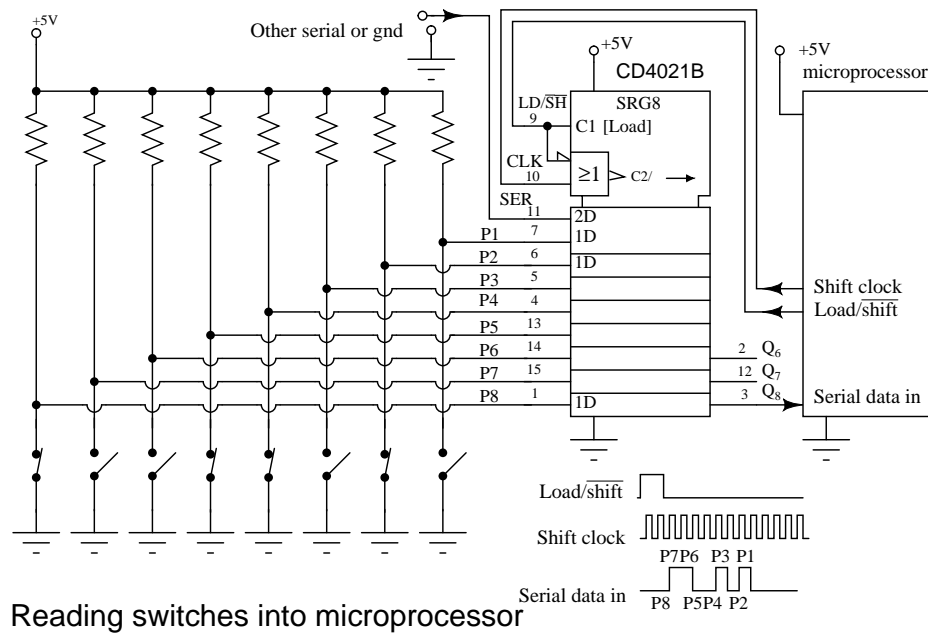 +5V
Other serial or gnd
+5V
CD4021B
+5V
microprocessor
LD/SH
9
SRG8
C1 [Load]
CLK
10
≥1
C2/
SER
11
2D
P1
7
1D
P2
6
1D
P3
5
P4
4
P5
13
P6
14
P7
15
P8
1
1D
2
Q6
12
Q7
3
Q8
Shift clock
Load/shift
Serial data in
Load/shift
Shift clock
P7P6
P3
P1
Serial data in
P8
P5P4
P2
Reading switches into microprocessor